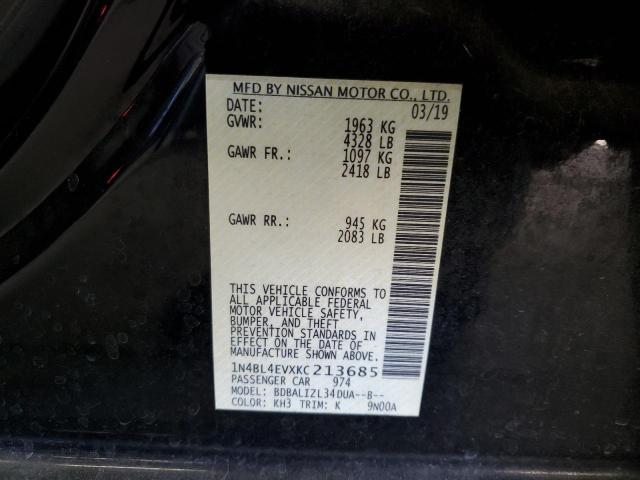 MFD BY NISSAN MOTOR CO., LTD.
DATE: 03/19
GVWR: 1963 KG
4328 LB
GAWR FR.: 1097 KG
2418 LB
GAWR RR.: 945 KG
2083 LB
THIS VEHICLE CONFORMS TO
ALL APPLICABLE FEDERAL
MOTOR VEHICLE SAFETY,
BUMPER, AND THEFT
PREVENTION STANDARDS IN
EFFECT ON THE DATE OF
MANUFACTURE SHOWN ABOVE.
1N4BL4EVXKC213685
PASSENGER CAR 974
MODEL: BDBALIZL34DUA--B--
COLOR: KH3 TRIM: K 9N00A